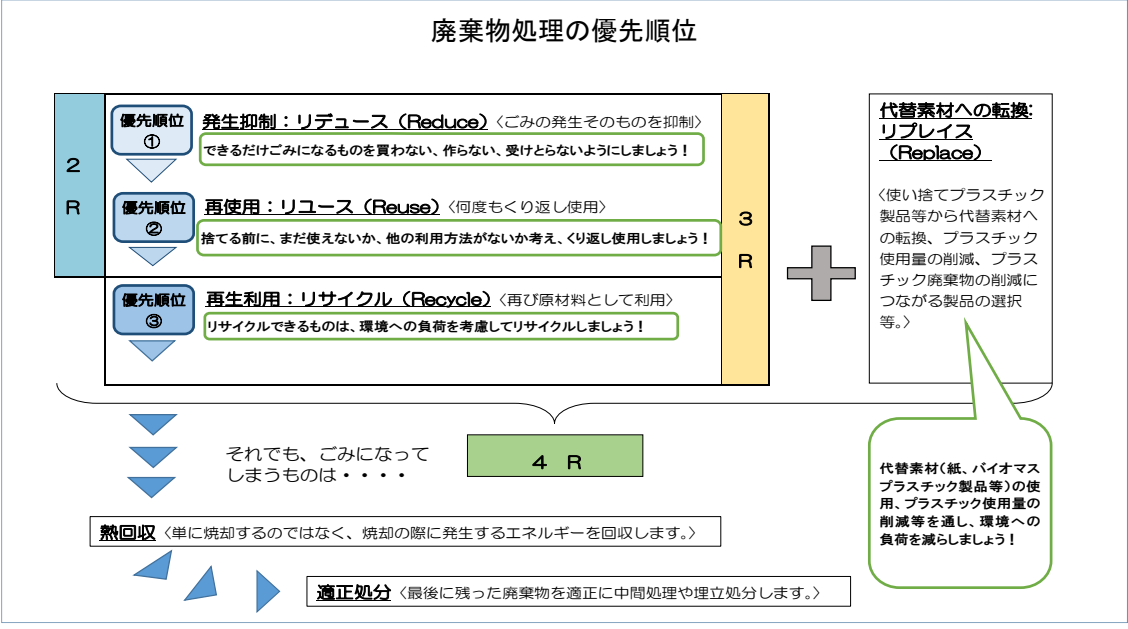 廃棄物処理の優先順位
2
R
優先順位
①
発生抑制：リデュース（Reduce）〈ごみの発生そのものを抑制〉
できるだけごみになるものを買わない、作らない、受けとらないようにしましょう！
優先順位
②
再使用：リユース（Reuse）〈何度もくり返し使用〉
捨てる前に、まだ使えないか、他の利用方法がないか考え、くり返し使用しましょう！
優先順位
③
再生利用：リサイクル（Recycle）〈再び原材料として利用〉
リサイクルできるものは、環境への負荷を考慮してリサイクルしましょう！
3
R
代替素材への転換:
リプレイス
（Replace）
〈使い捨てプラスチック
製品等から代替素材へ
の転換、プラスチック
使用量の削減、プラス
チック廃棄物の削減に
つながる製品の選択
等。〉
4 R
それでも、ごみになって
しまうものは・・・・
代替素材（紙、バイオマス
プラスチック製品等）の使
用、プラスチック使用量の
削減等を通し、環境への
負荷を減らしましょう！
熱回収〈単に焼却するのではなく、焼却の際に発生するエネルギーを回収します。〉
適正処分〈最後に残った廃棄物を適正に中間処理や埋立処分します。〉